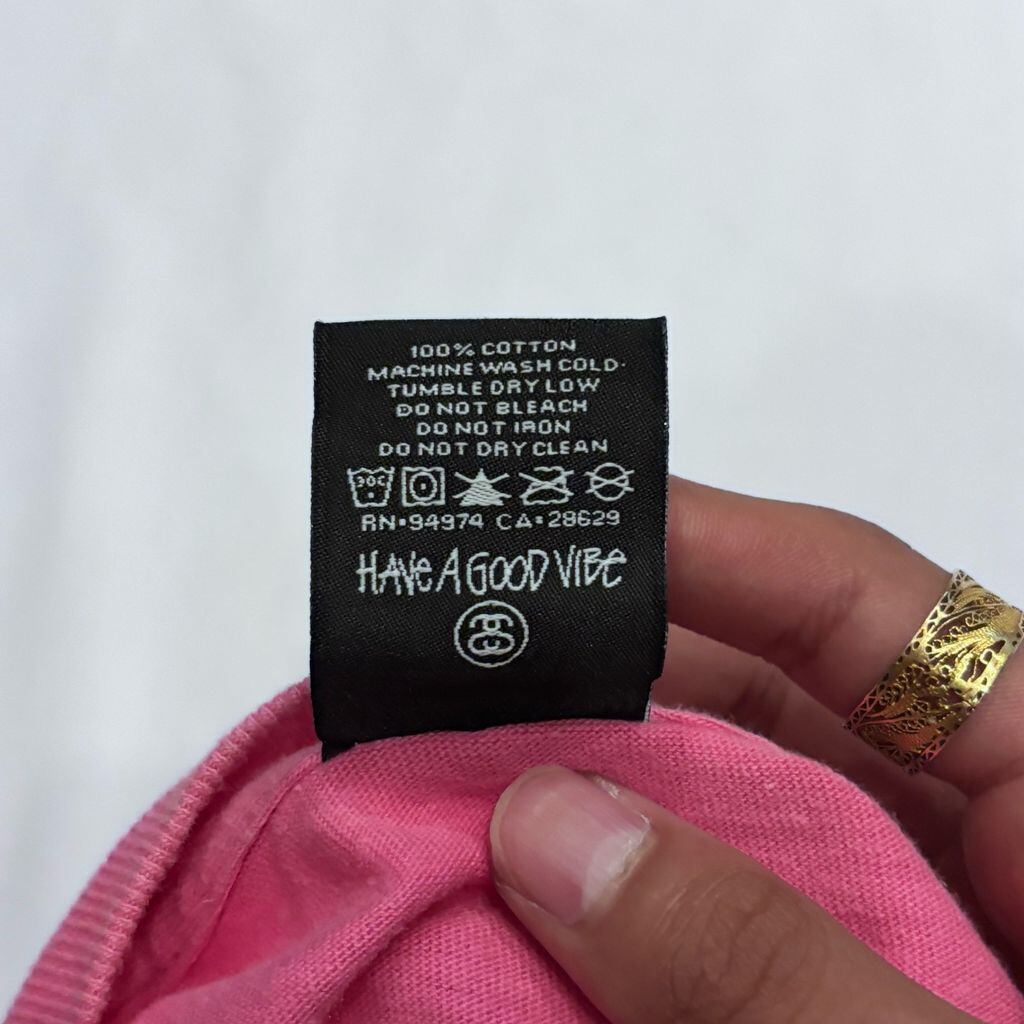 100% COTTON
MACHINE WASH COLD·
TUMBLE DRY LOW
DO NOT BLEACH
DO NOT IRON
DO NOT DRY CLEAN
30C
RN·94974 CA·28629
HAVE A GOOD VIBE